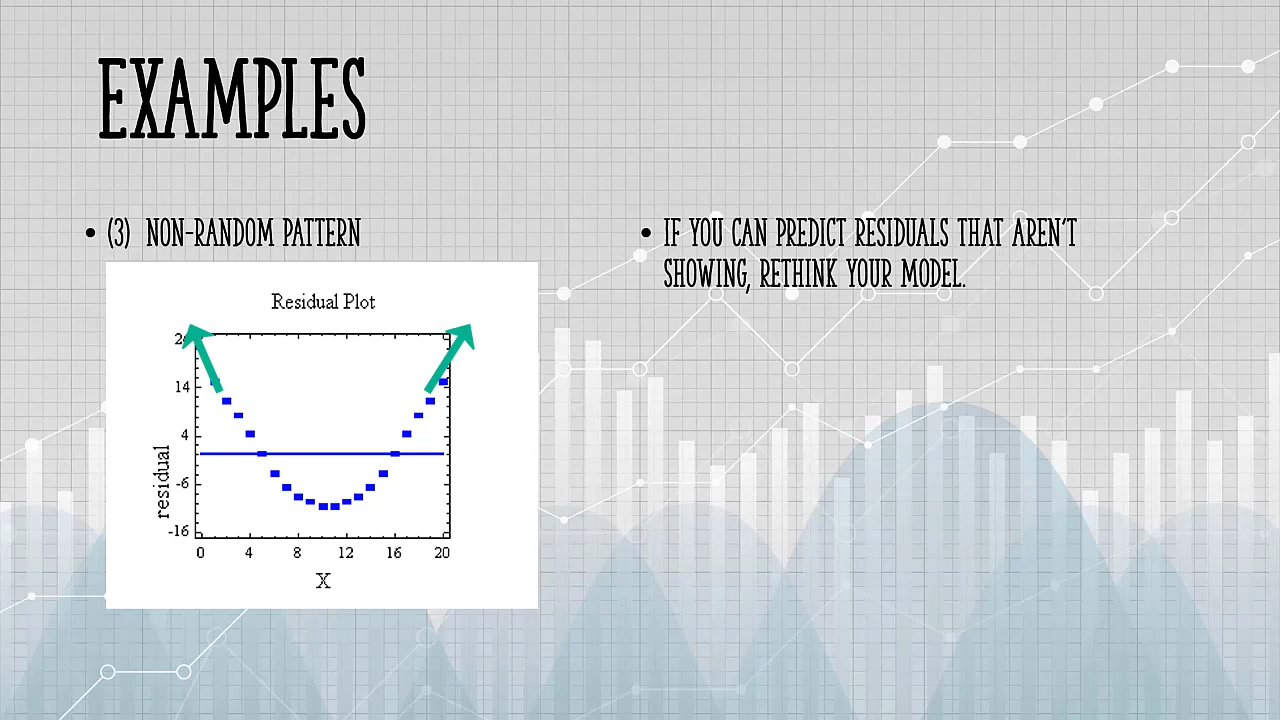 EXAMPLES
• (3) NON-RANDOM PATTERN
• IF YOU CAN PREDICT RESIDUALS THAT AREN'T
SHOWING, RETHINK YOUR MODEL.
Residual Plot
14
4
-6
-16
residual
0 4 8 12 16 20
X